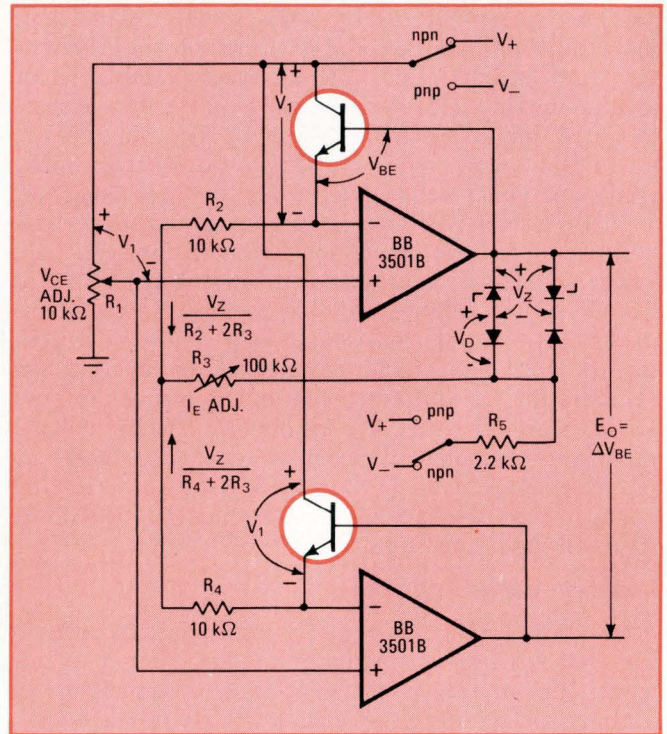 npn
V+
pnp
V−
+
V1
−
VBE
R2
10 kΩ
−
+
BB
3501B
+
V1
−
VCE
ADJ.
10 kΩ
R1
VZ
R2 + 2R3
R3
100 kΩ
IE ADJ.
+
VZ
−
+
VD
-
VZ
R4 + 2R3
V+
pnp
V−
npn
R5
2.2 kΩ
EO =
ΔVBE
+
V1
−
R4
10 kΩ
−
+
BB
3501B